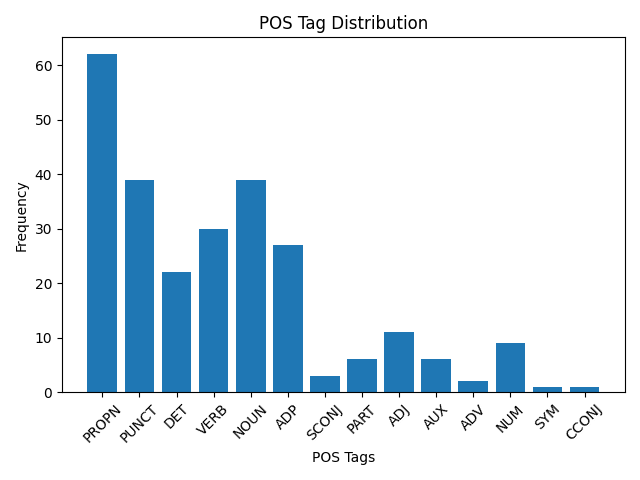 POS Tag Distribution
Frequency
60
50
40
30
20
10
0
PROPN
PUNCT
DET
VERB
NOUN
ADP
SCONJ
PART
ADJ
AUX
ADV
NUM
SYM
CCONJ
POS Tags